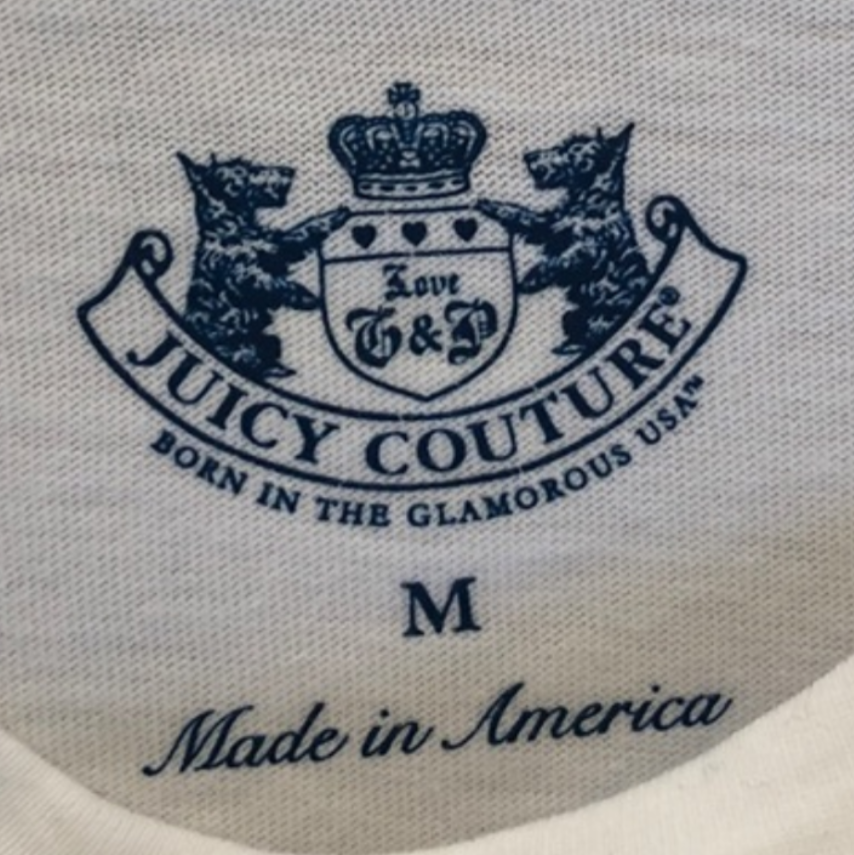 Love
G&P
JUICY COUTURE®
BORN IN THE GLAMOROUS USA™
M
Made in America